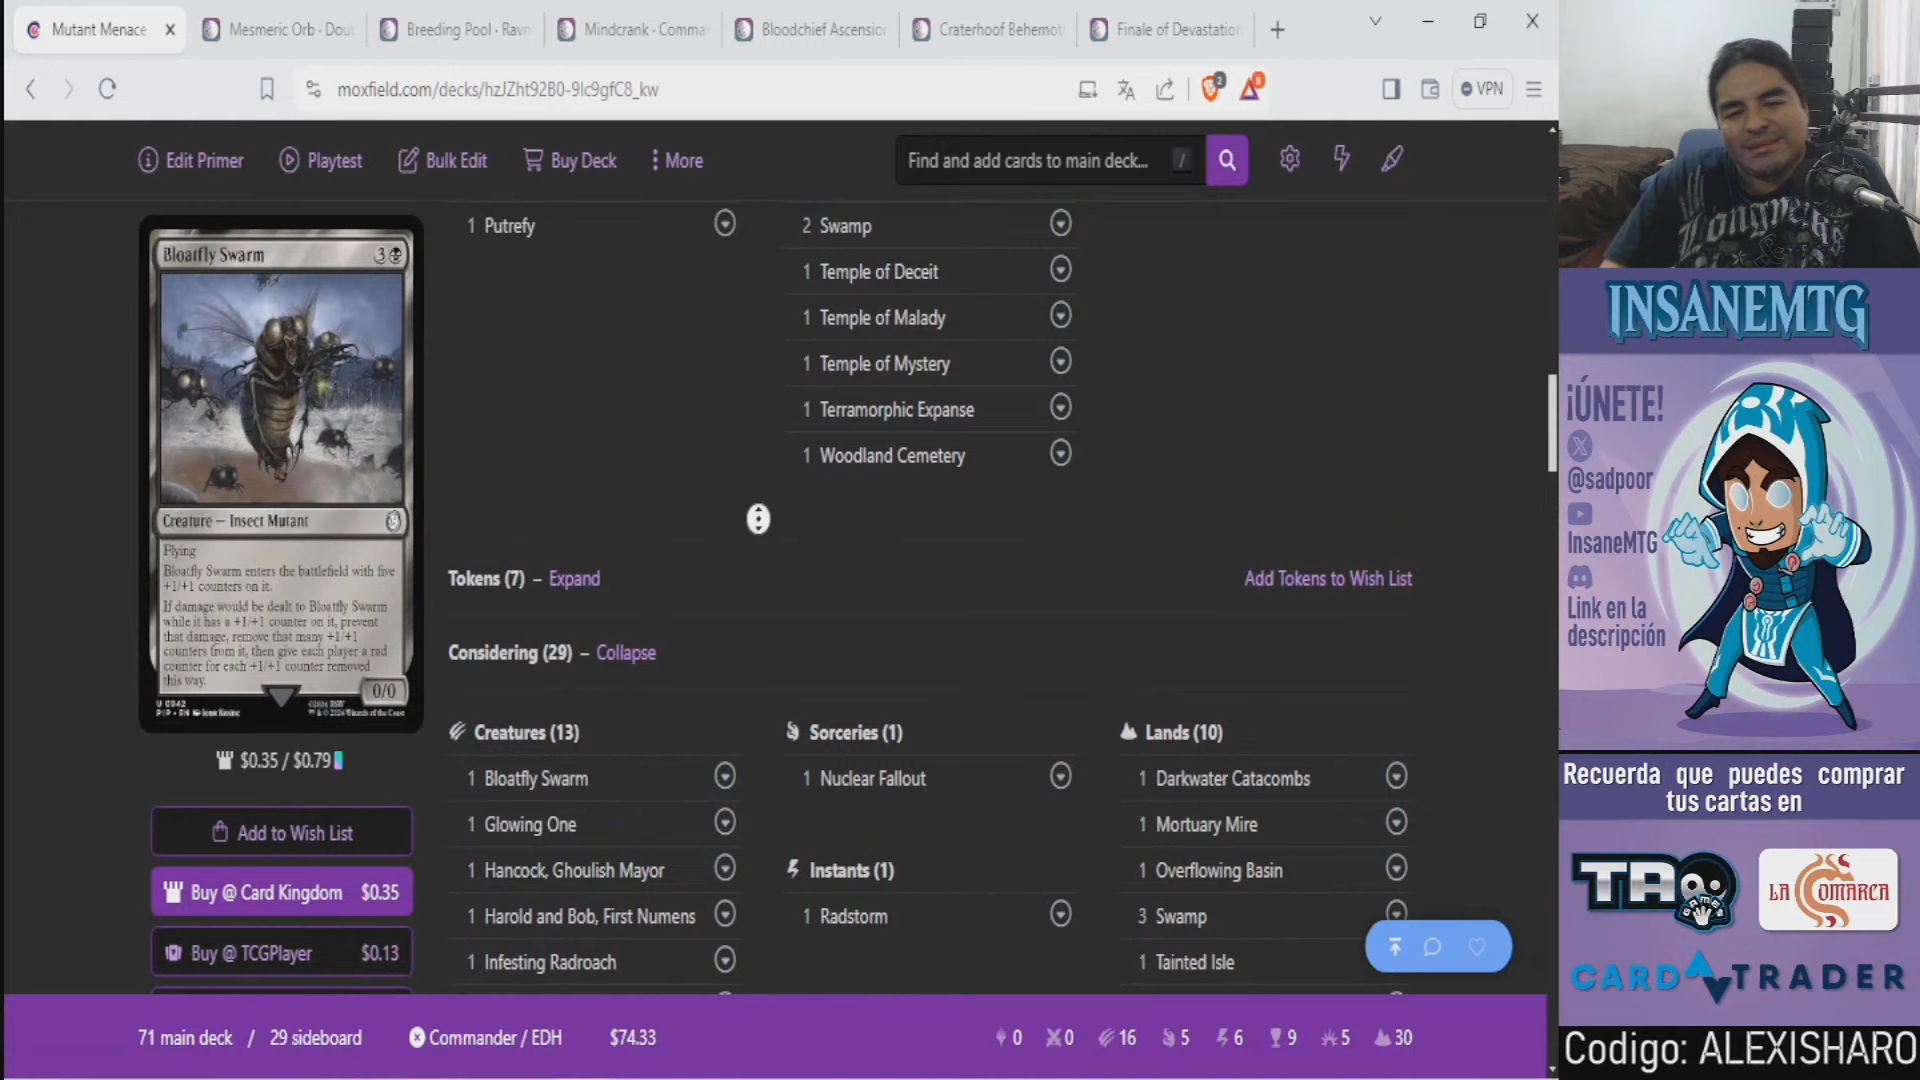 Mutant Menace
Mesmeric Orb · Dou
Breeding Pool · Ravn
Mindcrank · Comma
Bloodchief Ascension
Craterhoof Behemot
Finale of Devastation
moxfield.com/decks/hzJZht92B0-9Ic9gfC8_kw
2
8
VPN
Edit Primer
Playtest
Bulk Edit
Buy Deck
More
Find and add cards to main deck...
/
Bloatfly Swarm 3
Creature — Insect Mutant
Flying
Bloatfly Swarm enters the battlefield with five
+1/+1 counters on it.
If damage would be dealt to Bloatfly Swarm
while it has a +1/+1 counter on it, prevent
that damage, remove that many +1/+1
counters from it, then give each player a rad
counter for each +1/+1 counter removed
this way.
0/0
U 0042
PIP • EN
$0.35 / $0.79
Add to Wish List
Buy @ Card Kingdom $0.35
Buy @ TCGPlayer $0.13
1 Putrefy
2 Swamp
1 Temple of Deceit
1 Temple of Malady
1 Temple of Mystery
1 Terramorphic Expanse
1 Woodland Cemetery
Tokens (7) – Expand
Add Tokens to Wish List
Considering (29) – Collapse
Creatures (13)
1 Bloatfly Swarm
1 Glowing One
1 Hancock, Ghoulish Mayor
1 Harold and Bob, First Numens
1 Infesting Radroach
Sorceries (1)
1 Nuclear Fallout
Instants (1)
1 Radstorm
Lands (10)
1 Darkwater Catacombs
1 Mortuary Mire
1 Overflowing Basin
3 Swamp
1 Tainted Isle
71 main deck / 29 sideboard
Commander / EDH
$74.33
0
0
16
5
6
9
5
30
INSANEMTG
¡ÚNETE!
@sadpoor
InsaneMTG
Link en la
descripción
Recuerda que puedes comprar
tus cartas en
LA COMARCA
CARDTRADER
Codigo: ALEXISHARO